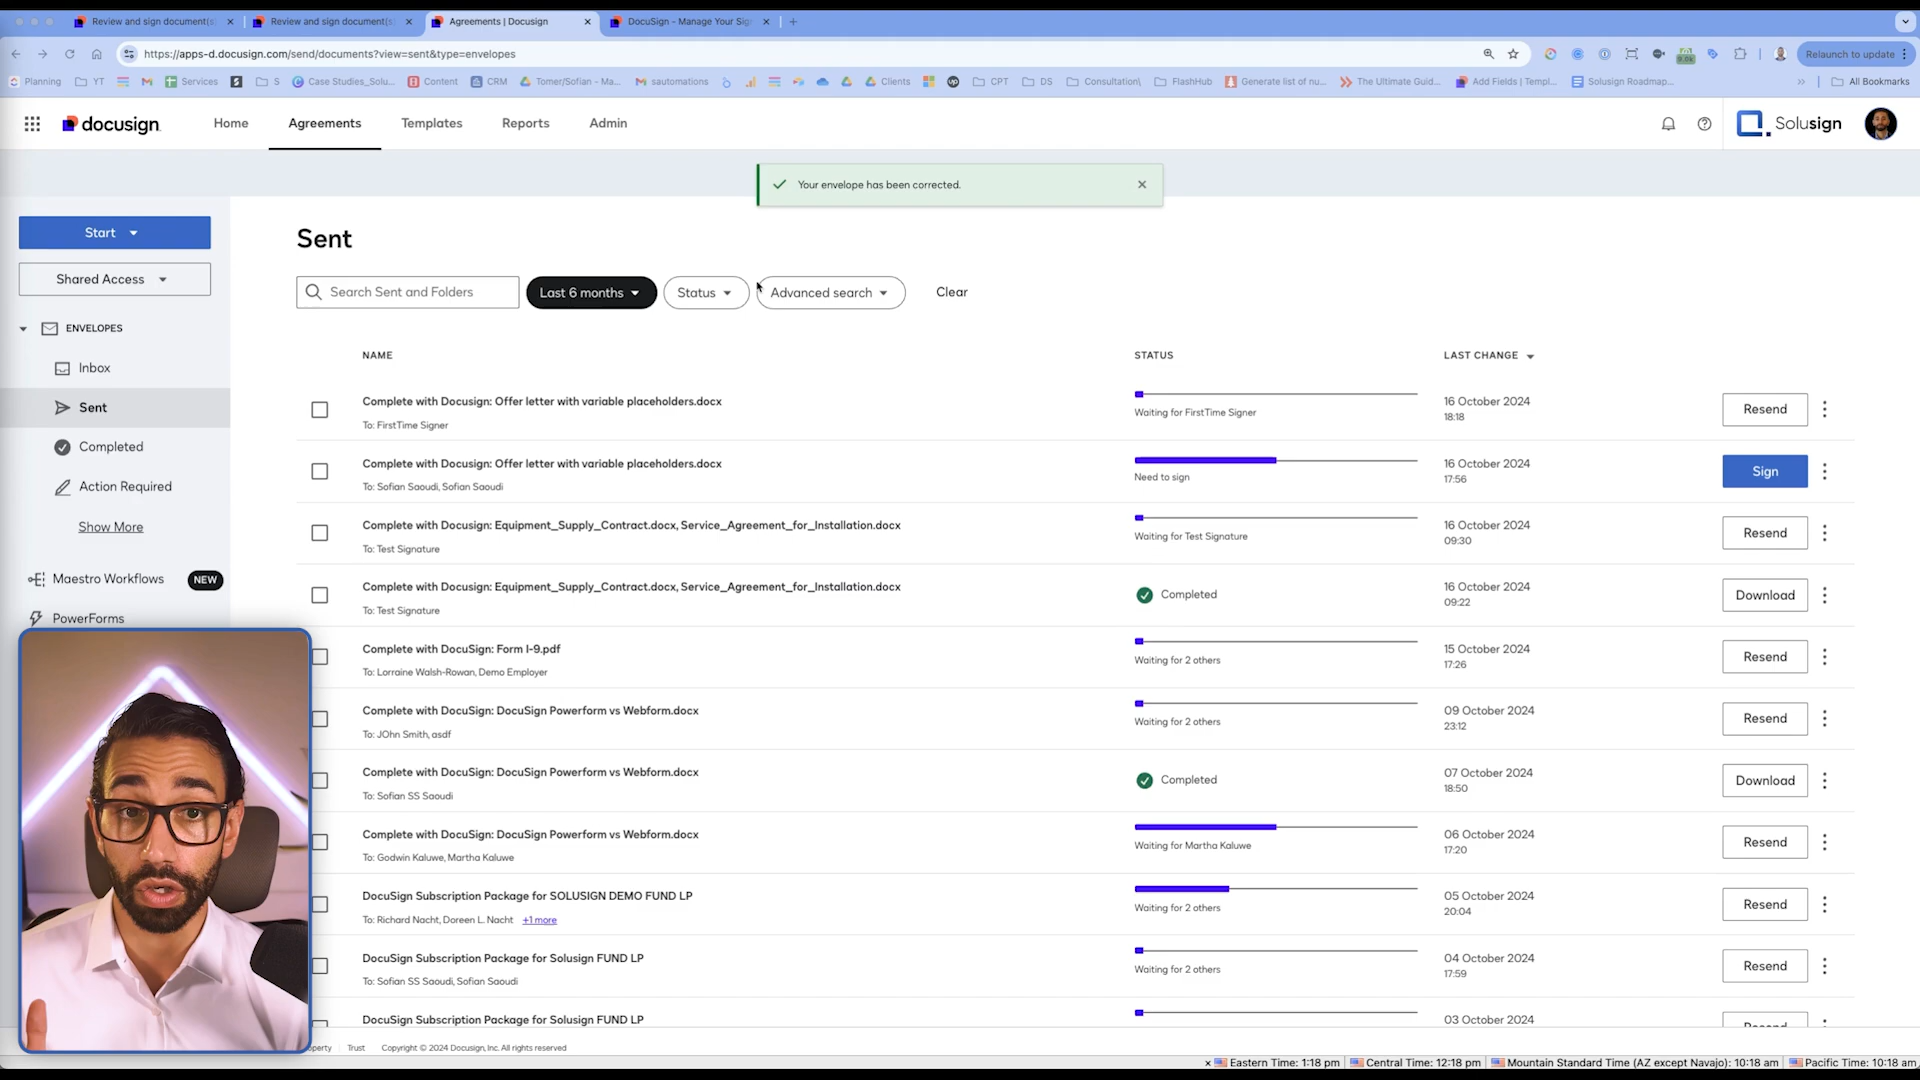 Review and sign document(s)
Review and sign document(s)
Agreements | Docusign
DocuSign - Manage Your Sig
https://apps-d.docusign.com/send/documents?view=sent&type=envelopes
Relaunch to update
Planning
YT
Services
S
Case Studies_Solu...
Content
CRM
Tomer/Sofian - Ma...
sautomations
Clients
CPT
DS
Consultation\
FlashHub
Generate list of nu...
The Ultimate Guid...
Add Fields | Templ...
Solusign Roadmap...
All Bookmarks
docusign
Home
Agreements
Templates
Reports
Admin
Solusign
Your envelope has been corrected.
Start
Shared Access
ENVELOPES
Inbox
Sent
Completed
Action Required
Show More
Maestro Workflows NEW
PowerForms
Sent
Search Sent and Folders
Last 6 months
Status
Advanced search
Clear
NAME STATUS LAST CHANGE
Complete with Docusign: Offer letter with variable placeholders.docx
To: FirstTime Signer
Waiting for FirstTime Signer
16 October 2024
18:18
Resend
Complete with Docusign: Offer letter with variable placeholders.docx
To: Sofian Saoudi, Sofian Saoudi
Need to sign
16 October 2024
17:56
Sign
Complete with Docusign: Equipment_Supply_Contract.docx, Service_Agreement_for_Installation.docx
To: Test Signature
Waiting for Test Signature
16 October 2024
09:30
Resend
Complete with Docusign: Equipment_Supply_Contract.docx, Service_Agreement_for_Installation.docx
To: Test Signature
Completed
16 October 2024
09:22
Download
Complete with DocuSign: Form I-9.pdf
To: Lorraine Walsh-Rowan, Demo Employer
Waiting for 2 others
15 October 2024
17:26
Resend
Complete with DocuSign: DocuSign Powerform vs Webform.docx
To: JOhn Smith, asdf
Waiting for 2 others
09 October 2024
23:12
Resend
Complete with DocuSign: DocuSign Powerform vs Webform.docx
To: Sofian SS Saoudi
Completed
07 October 2024
18:50
Download
Complete with DocuSign: DocuSign Powerform vs Webform.docx
To: Godwin Kaluwe, Martha Kaluwe
Waiting for Martha Kaluwe
06 October 2024
17:20
Resend
DocuSign Subscription Package for SOLUSIGN DEMO FUND LP
To: Richard Nacht, Doreen L. Nacht +1 more
Waiting for 2 others
05 October 2024
20:04
Resend
DocuSign Subscription Package for Solusign FUND LP
To: Sofian SS Saoudi, Sofian Saoudi
Waiting for 2 others
04 October 2024
17:59
Resend
DocuSign Subscription Package for Solusign FUND LP
03 October 2024
Resend
Trust
Copyright © 2024 Docusign, Inc. All rights reserved
Eastern Time: 1:18 pm
Central Time: 12:18 pm
Mountain Standard Time (AZ except Navajo): 10:18 am
Pacific Time: 10:18 am